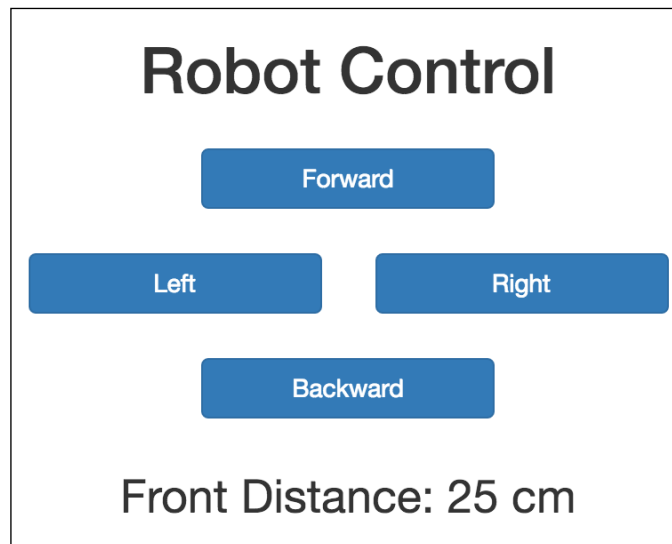 Robot Control
Forward
Left Right
Backward
Front Distance: 25 cm